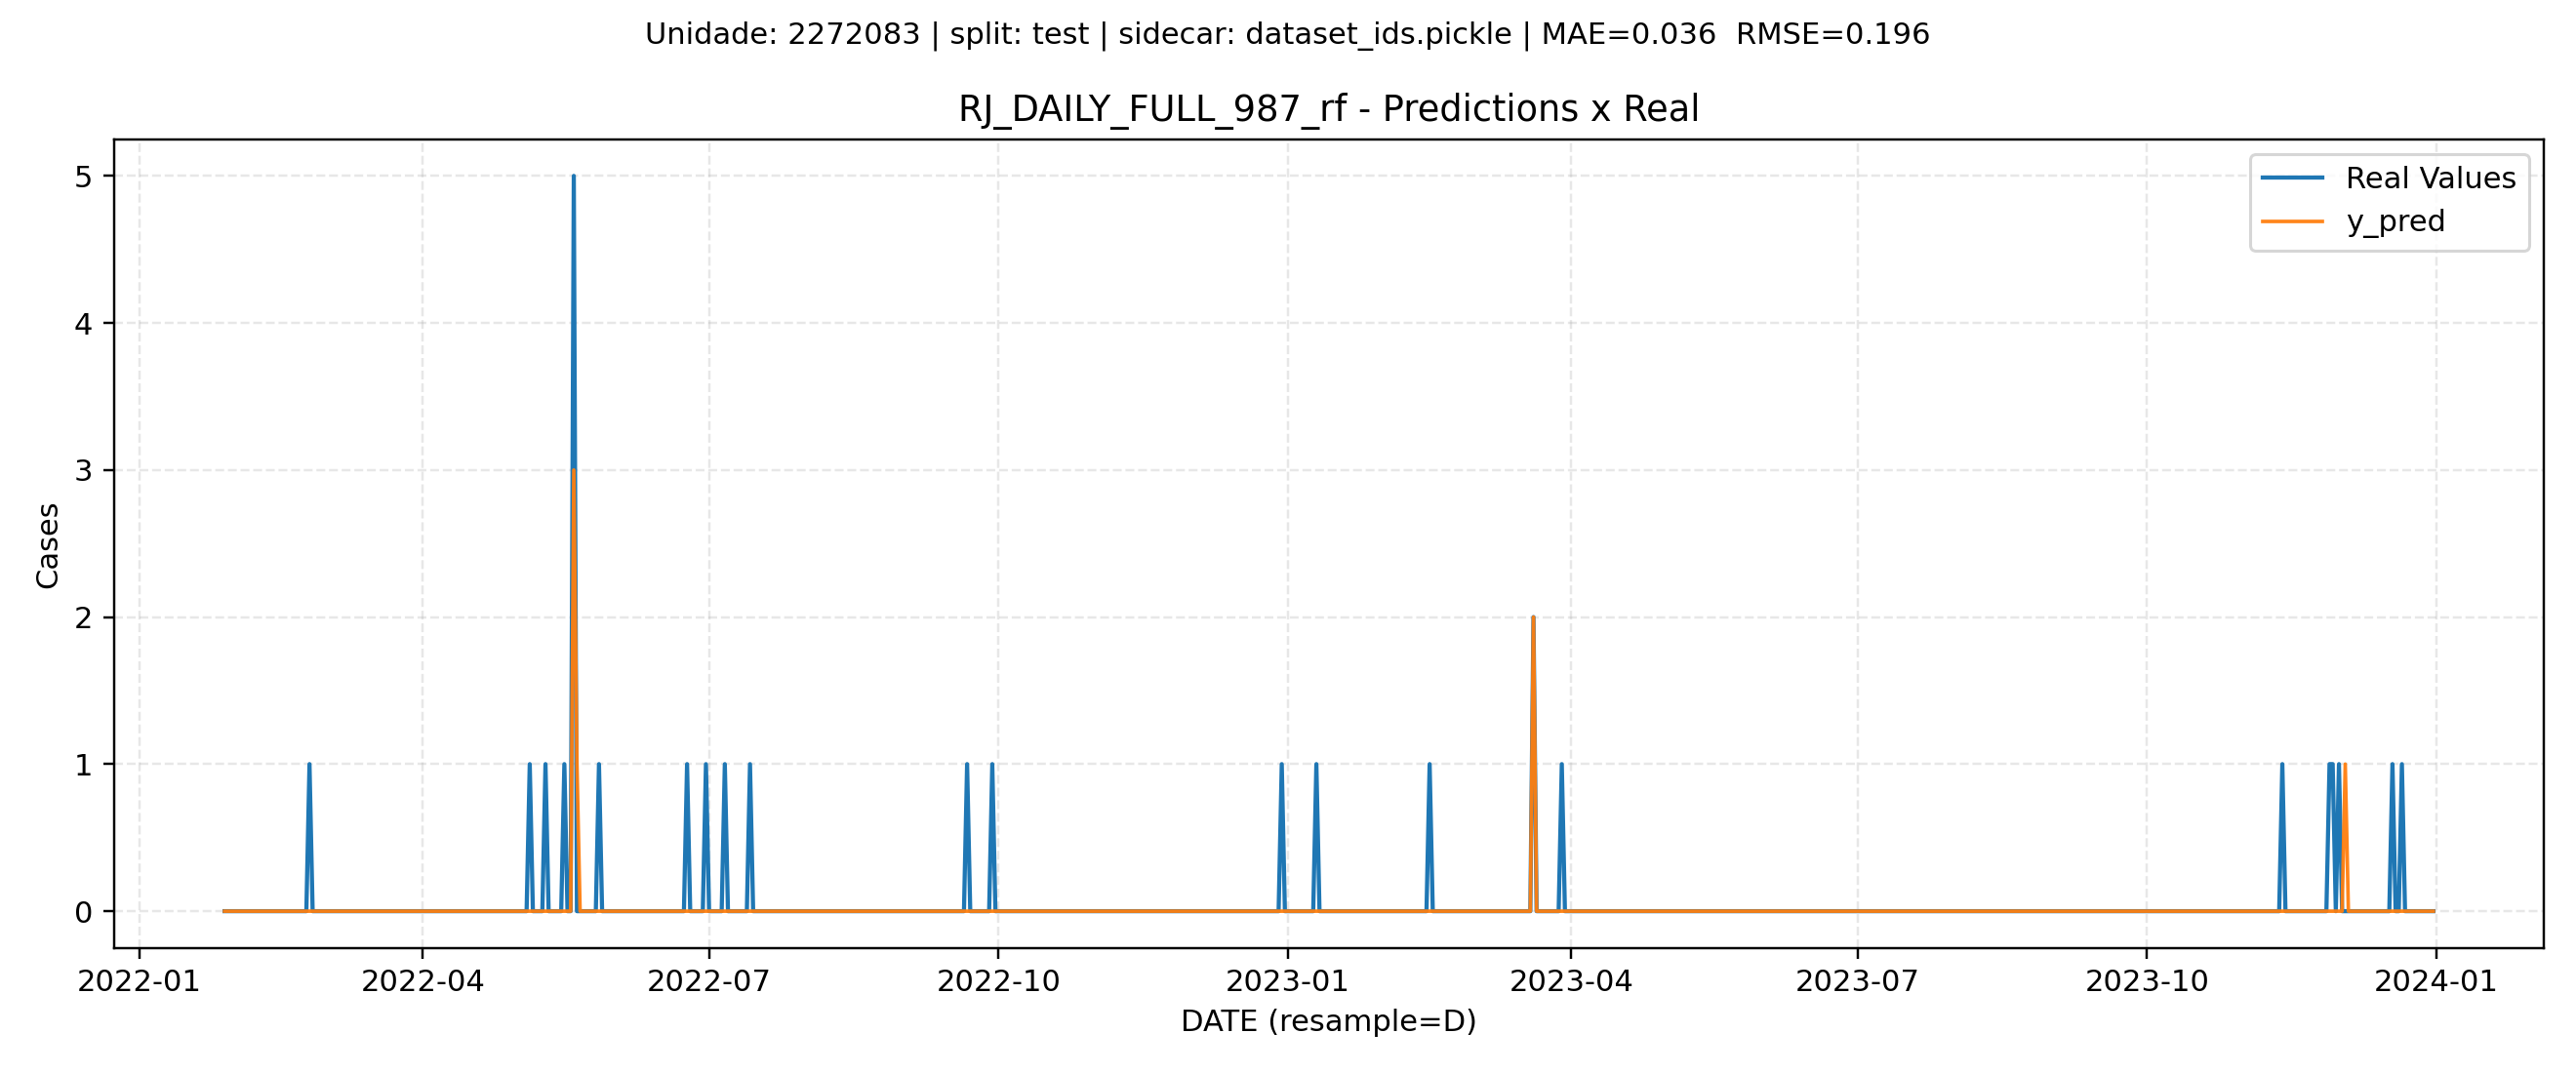 Unidade: 2272083 | split: test | sidecar: dataset_ids.pickle | MAE=0.036  RMSE=0.196
RJ_DAILY_FULL_987_rf - Predictions x Real
Real Values
y_pred
5
4
3
2
1
0
Cases
2022-01 2022-04 2022-07 2022-10 2023-01 2023-04 2023-07 2023-10 2024-01
DATE (resample=D)